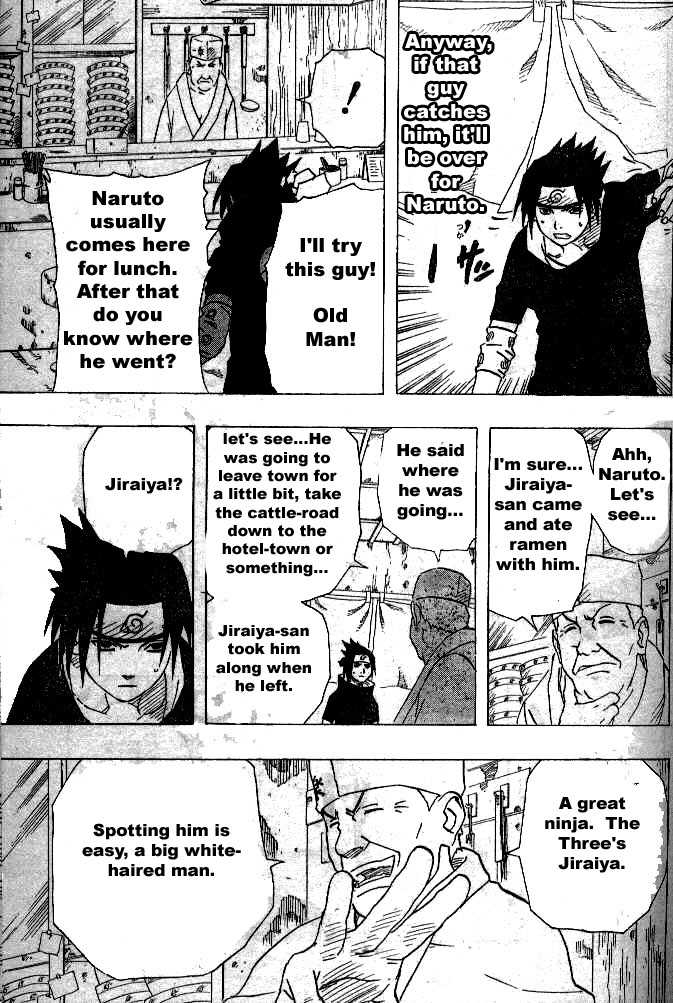 Anyway,
if that
guy
catches
him, it'll
be over
for
Naruto.
ザッ
!
I'll try
this guy!
Old
Man!
Naruto
usually
comes here
for lunch.
After that
do you
know where
he went?
Ahh,
Naruto.
Let's
see...
I'm sure...
Jiraiya-
san came
and ate
ramen
with him.
He said
where
he was
going...
let's see...He
was going to
leave town for
a little bit, take
the cattle-road
down to the
hotel-town or
something...
Jiraiya-san
took him
along when
he left.
Jiraiya!?
A great
ninja. The
Three's
Jiraiya.
Spotting him is
easy, a big white-
haired man.